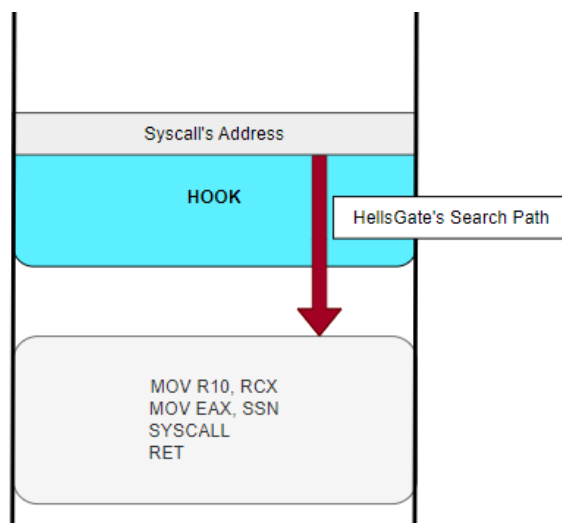 Syscall's Address
HOOK
HellsGate's Search Path
MOV R10, RCX
MOV EAX, SSN
SYSCALL
RET